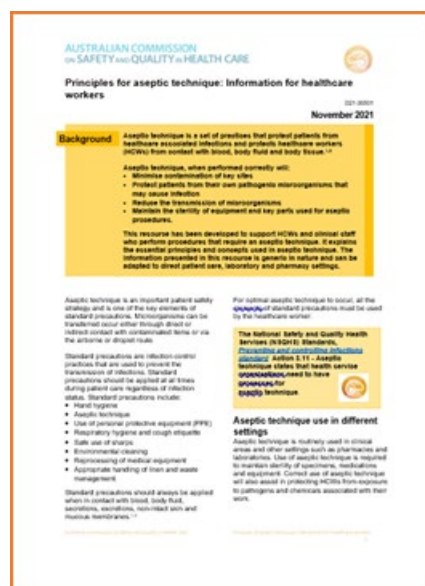 AUSTRALIAN COMMISSION
ON SAFETY AND QUALITY IN HEALTH CARE
Principles for aseptic technique: Information for healthcare
workers
November 2021
Background
Aseptic technique is a set of practices that protect patients from
healthcare associated infections and protects healthcare workers
(HCWs) from contact with blood, body fluid and body tissue.
Aseptic technique, when performed correctly will:
• Minimise contamination of key sites
• Protect patients from their own pathogenic microorganisms that
may cause infection
• Reduce the transmission of microorganisms
• Maintain the sterility of equipment and key parts used for aseptic
procedures.
This resource has been developed to support HCWs and clinical staff
who perform procedures that require an aseptic technique. It explains
the essential principles and concepts used in aseptic technique. The
information presented in this resource is generic in nature and can be
adapted to direct patient care, laboratory and pharmacy settings.
Aseptic technique is an important patient safety
strategy and is one of the key elements of
standard precautions. Microorganisms can be
transferred occur either through direct or
indirect contact with contaminated items or via
the airborne or droplet route.
Standard precautions are infection control
practices that are used to prevent the
transmission of infections. Standard
precautions should be applied at all times
during patient care regardless of infection
status. Standard precautions include:
• Hand hygiene
• Aseptic technique
• Use of personal protective equipment (PPE)
• Respiratory hygiene and cough etiquette
• Safe use of sharps
• Environmental cleaning
• Reprocessing of medical equipment
• Appropriate handling of linen and waste
management
Standard precautions should always be applied
when in contact with blood, body fluid,
secretions, excretions, non-intact skin and
mucous membranes.
For optimal aseptic technique to occur, all the
of standard precautions must be used
by the healthcare worker.
The National Safety and Quality Health
Services (NSQHS) Standards,
Preventing and controlling infections
standard Action 3.11 - Aseptic
technique states that health service
organisations need to have
processes for
aseptic technique.
Aseptic technique use in different
settings
Aseptic technique is routinely used in clinical
areas and other settings such as pharmacies and
laboratories. Use of aseptic technique is required
to maintain sterility of specimens, medications
and equipment. Correct use of aseptic technique
will also assist in protecting HCWs from exposure
to pathogens and chemicals associated with their
work.